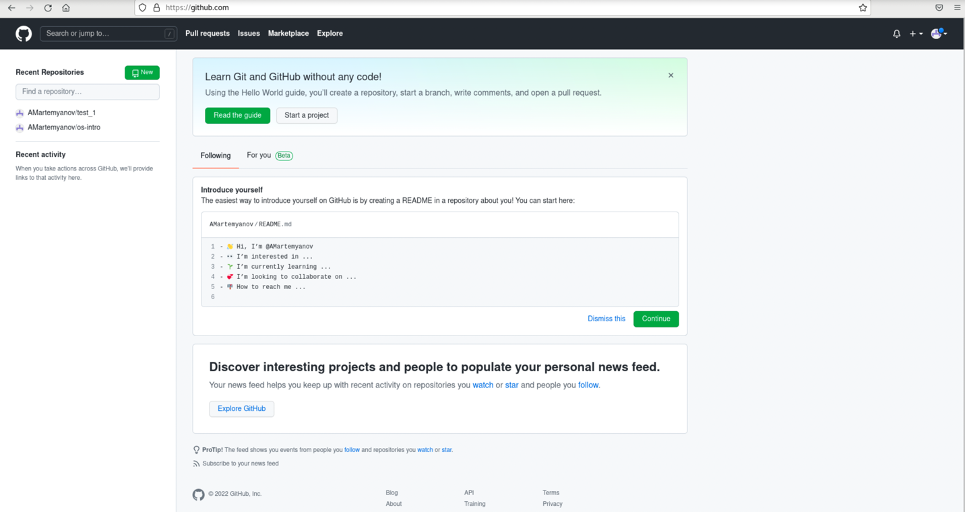 https://github.com
Search or jump to... /
Pull requests Issues Marketplace Explore
Recent Repositories New
Find a repository...
AMartemyanov/test_1
AMartemyanov/os-intro
Recent activity
When you take actions across GitHub, we'll provide
links to that activity here.
Learn Git and GitHub without any code!
Using the Hello World guide, you'll create a repository, start a branch, write comments, and open a pull request.
Read the guide Start a project
Following For you Beta
Introduce yourself
The easiest way to introduce yourself on GitHub is by creating a README in a repository about you! You can start here:
AMartemyanov/README.md
1 - 👋 Hi, I'm @AMartemyanov
2 - 👀 I'm interested in ...
3 - 🌱 I'm currently learning ...
4 - 💞️ I'm looking to collaborate on ...
5 - 📫 How to reach me ...
6
Dismiss this Continue
Discover interesting projects and people to populate your personal news feed.
Your news feed helps you keep up with recent activity on repositories you watch or star and people you follow.
Explore GitHub
ProTip! The feed shows you events from people you follow and repositories you watch or star.
Subscribe to your news feed
© 2022 GitHub, Inc.
Blog API Terms
About Training Privacy